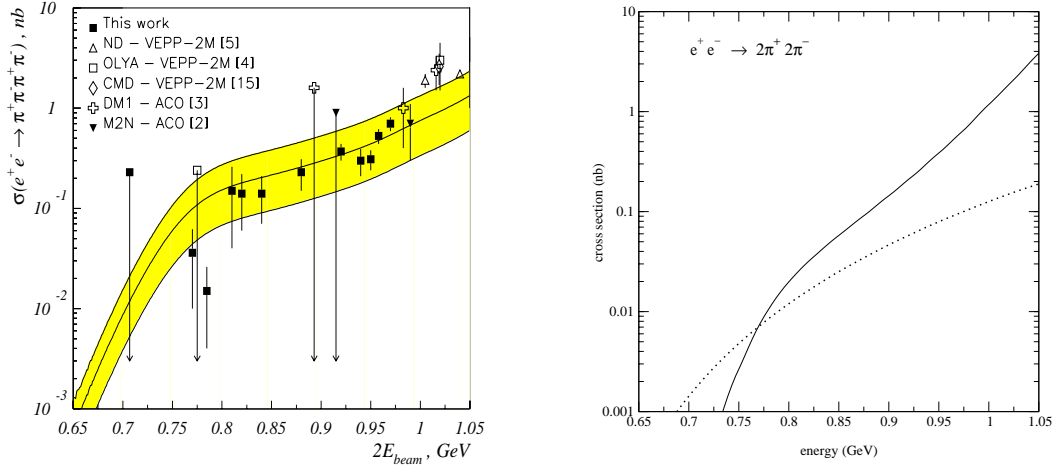 σ(e⁺e⁻ → π⁺π⁻π⁺π⁻) , nb
10
1
10⁻¹
10⁻²
10⁻³
This work
ND – VEPP–2M [5]
OLYA – VEPP–2M [4]
CMD – VEPP–2M [15]
DM1 – ACO [3]
M2N – ACO [2]
0.65 0.7 0.75 0.8 0.85 0.9 0.95 1 1.05
2E_beam , GeV
cross section (nb)
10
1
0.1
0.01
0.001
e⁺ e⁻ → 2π⁺ 2π⁻
0.65 0.7 0.75 0.8 0.85 0.9 0.95 1 1.05
energy (GeV)